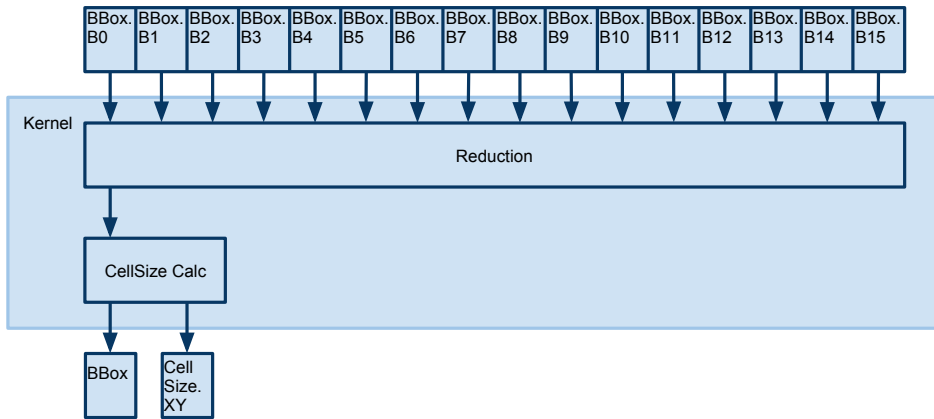 BBox. BBox. BBox. BBox. BBox. BBox. BBox. BBox. BBox. BBox. BBox. BBox. BBox. BBox. BBox. BBox.
B0 B1 B2 B3 B4 B5 B6 B7 B8 B9 B10 B11 B12 B13 B14 B15
Kernel
Reduction
CellSize Calc
BBox
Cell
Size.
XY